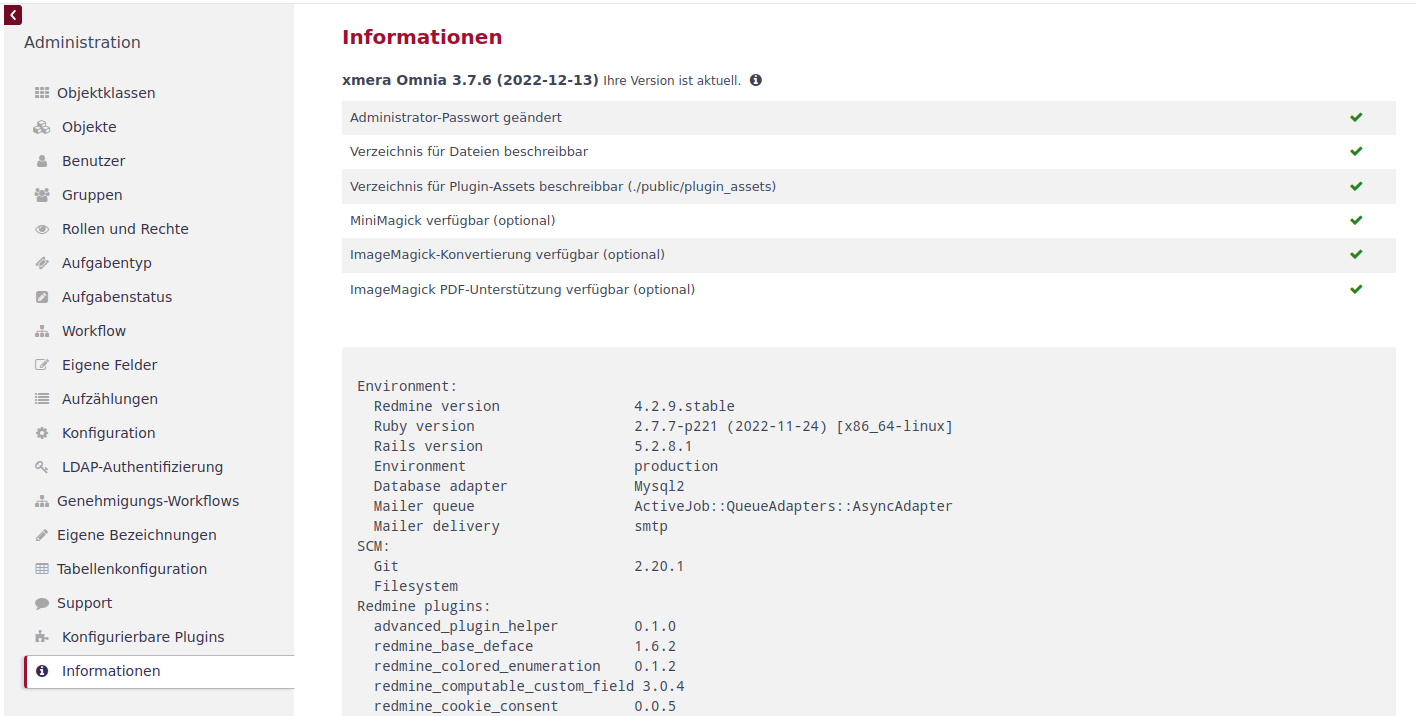 Administration
Objektklassen
Objekte
Benutzer
Gruppen
Rollen und Rechte
Aufgabentyp
Aufgabenstatus
Workflow
Eigene Felder
Aufzählungen
Konfiguration
LDAP-Authentifizierung
Genehmigungs-Workflows
Eigene Bezeichnungen
Tabellenkonfiguration
Support
Konfigurierbare Plugins
Informationen
Informationen
xmera Omnia 3.7.6 (2022-12-13) Ihre Version ist aktuell.
Administrator-Passwort geändert
Verzeichnis für Dateien beschreibbar
Verzeichnis für Plugin-Assets beschreibbar (./public/plugin_assets)
MiniMagick verfügbar (optional)
ImageMagick-Konvertierung verfügbar (optional)
ImageMagick PDF-Unterstützung verfügbar (optional)
Environment:
Redmine version 4.2.9.stable
Ruby version 2.7.7-p221 (2022-11-24) [x86_64-linux]
Rails version 5.2.8.1
Environment production
Database adapter Mysql2
Mailer queue ActiveJob::QueueAdapters::AsyncAdapter
Mailer delivery smtp
SCM:
Git 2.20.1
Filesystem
Redmine plugins:
advanced_plugin_helper 0.1.0
redmine_base_deface 1.6.2
redmine_colored_enumeration 0.1.2
redmine_computable_custom_field 3.0.4
redmine_cookie_consent 0.0.5